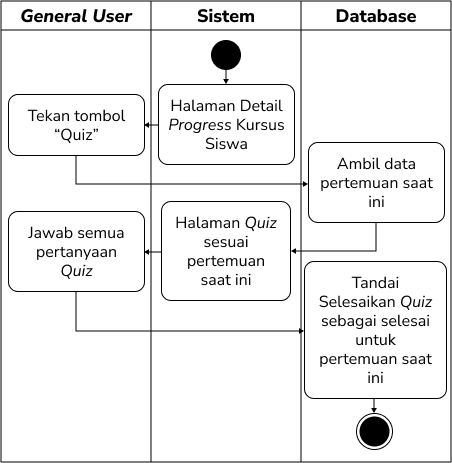 General User
Sistem
Database
Halaman Detail
Progress Kursus
Siswa
Tekan tombol
“Quiz”
Ambil data
pertemuan saat
ini
Halaman Quiz
sesuai
pertemuan
saat ini
Jawab semua
pertanyaan
Quiz
Tandai
Selesaikan Quiz
sebagai selesai
untuk
pertemuan saat
ini